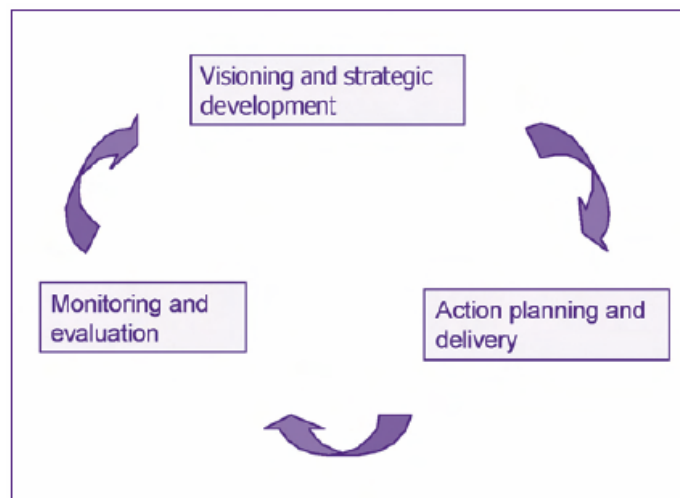 Visioning and strategic
development
Monitoring and
evaluation
Action planning and
delivery